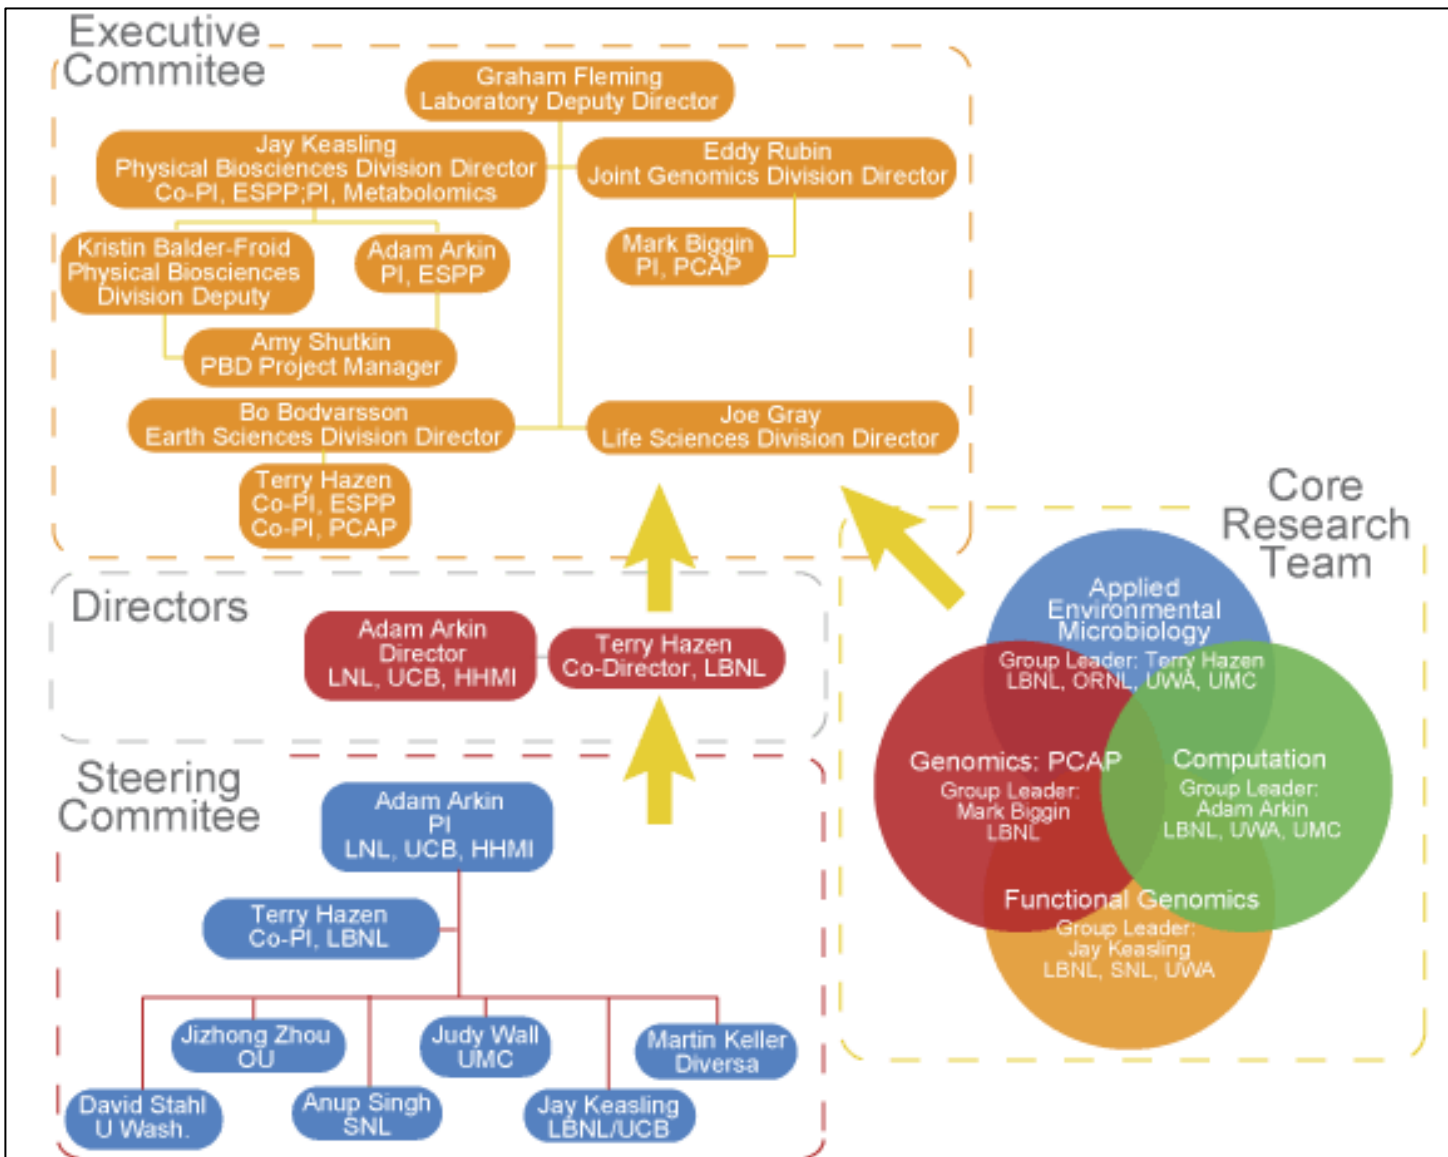 Executive
Commitee
Graham Fleming
Laboratory Deputy Director
Jay Keasling
Physical Biosciences Division Director
Co-PI, ESPP;PI, Metabolomics
Eddy Rubin
Joint Genomics Division Director
Kristin Balder-Froid
Physical Biosciences
Division Deputy
Adam Arkin
PI, ESPP
Mark Biggin
PI, PCAP
Amy Shutkin
PBD Project Manager
Bo Bodvarsson
Earth Sciences Division Director
Joe Gray
Life Sciences Division Director
Terry Hazen
Co-PI, ESPP
Co-PI, PCAP
Directors
Adam Arkin
Director
LNL, UCB, HHMI
Terry Hazen
Co-Director, LBNL
Steering
Commitee
Adam Arkin
PI
LNL, UCB, HHMI
Terry Hazen
Co-PI, LBNL
Jizhong Zhou
OU
Judy Wall
UMC
Martin Keller
Diversa
David Stahl
U Wash.
Anup Singh
SNL
Jay Keasling
LBNL/UCB
Core
Research
Team
Applied
Environmental
Microbiology
Group Leader: Terry Hazen
LBNL, ORNL, UWA, UMC
Genomics: PCAP
Group Leader:
Mark Biggin
LBNL
Computation
Group Leader:
Adam Arkin
LBNL, UWA, UMC
Functional Genomics
Group Leader:
Jay Keasling
LBNL, SNL, UWA